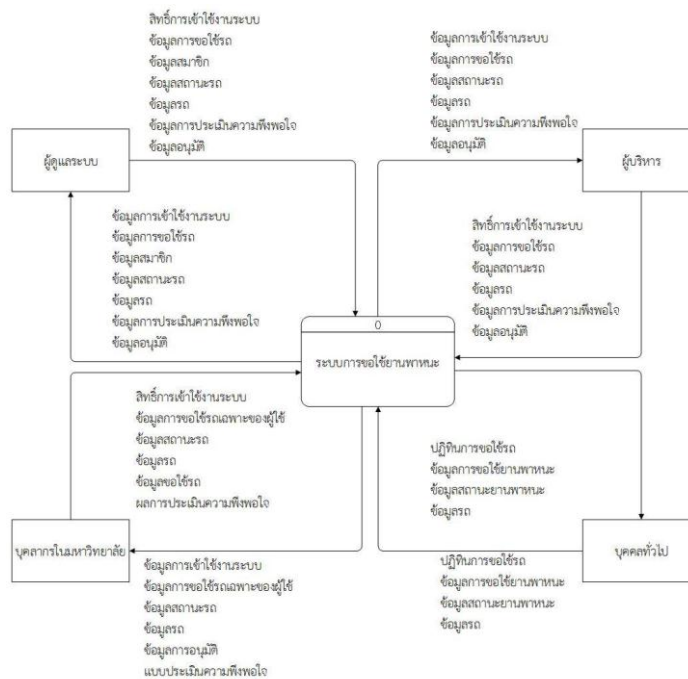 สิทธิ์การเข้าใช้งานระบบ
ข้อมูลการขอใช้รถ
ข้อมูลสมาชิก
ข้อมูลสถานะรถ
ข้อมูลรถ
ข้อมูลการประเมินความพึงพอใจ
ข้อมูลอนุมัติ
ข้อมูลการเข้าใช้งานระบบ
ข้อมูลการขอใช้รถ
ข้อมูลสถานะรถ
ข้อมูลรถ
ข้อมูลการประเมินความพึงพอใจ
ข้อมูลอนุมัติ
ผู้ดูแลระบบ
ผู้บริหาร
ข้อมูลการเข้าใช้งานระบบ
ข้อมูลการขอใช้รถ
ข้อมูลสมาชิก
ข้อมูลสถานะรถ
ข้อมูลรถ
ข้อมูลการประเมินความพึงพอใจ
ข้อมูลอนุมัติ
สิทธิ์การเข้าใช้งานระบบ
ข้อมูลการขอใช้รถ
ข้อมูลสถานะรถ
ข้อมูลรถ
ข้อมูลการประเมินความพึงพอใจ
ข้อมูลอนุมัติ
0
ระบบการขอใช้ยานพาหนะ
สิทธิ์การเข้าใช้งานระบบ
ข้อมูลการขอใช้รถเฉพาะของผู้ใช้
ข้อมูลสถานะรถ
ข้อมูลรถ
ข้อมูลขอใช้รถ
ผลการประเมินความพึงพอใจ
ปฏิทินการขอใช้รถ
ข้อมูลการขอใช้ยานพาหนะ
ข้อมูลสถานะยานพาหนะ
ข้อมูลรถ
บุคลากรในมหาวิทยาลัย
บุคคลทั่วไป
ข้อมูลการเข้าใช้งานระบบ
ข้อมูลการขอใช้รถเฉพาะของผู้ใช้
ข้อมูลสถานะรถ
ข้อมูลรถ
ข้อมูลการอนุมัติ
แบบประเมินความพึงพอใจ
ปฏิทินการขอใช้รถ
ข้อมูลการขอใช้ยานพาหนะ
ข้อมูลสถานะยานพาหนะ
ข้อมูลรถ